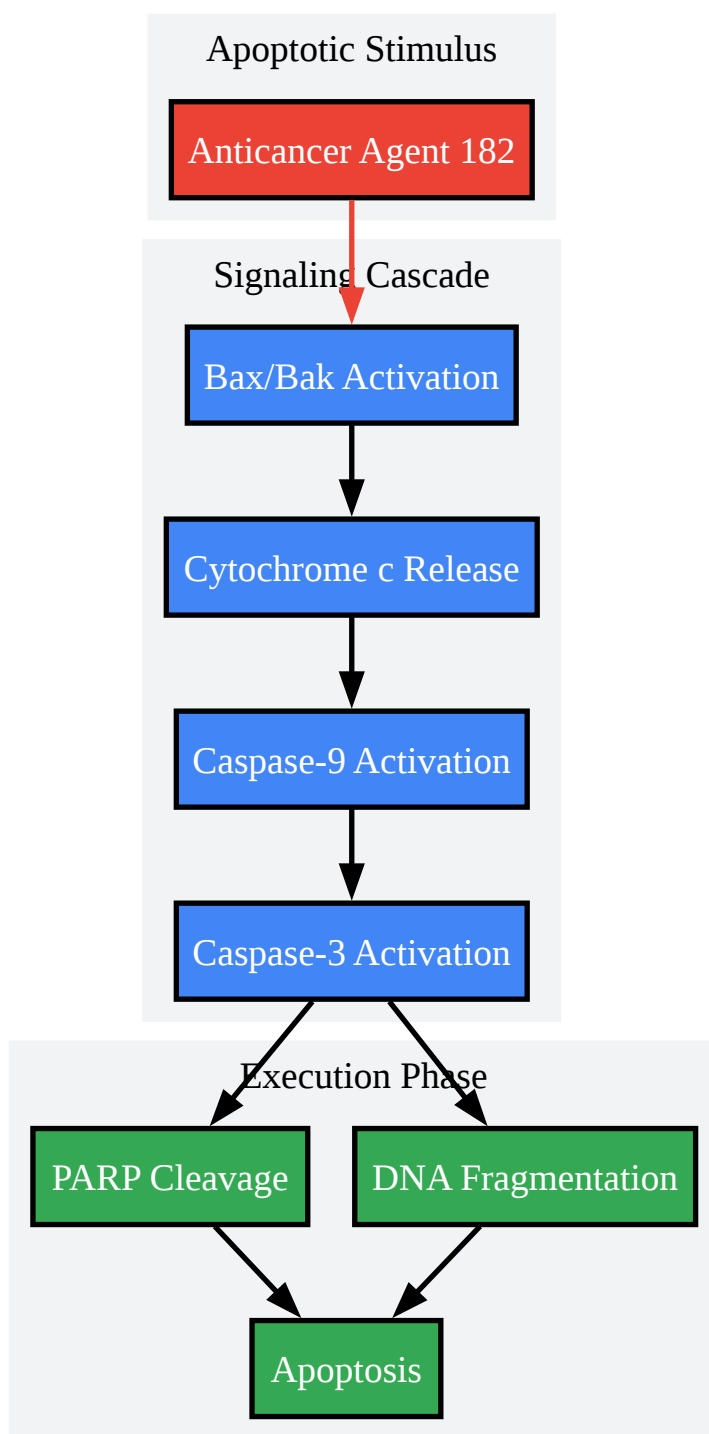 Apoptotic Stimulus
Anticancer Agent 182
Signaling Cascade
Bax/Bak Activation
Cytochrome c Release
Caspase-9 Activation
Caspase-3 Activation
Execution Phase
PARP Cleavage
DNA Fragmentation
Apoptosis